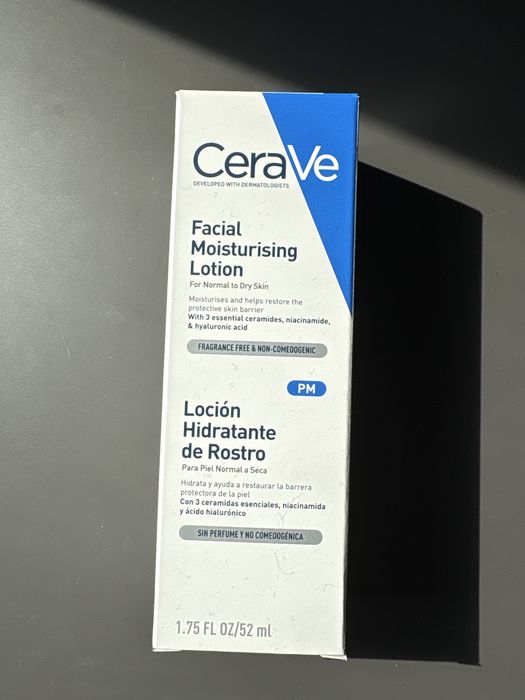 CeraVe
DEVELOPED WITH DERMATOLOGISTS
Facial
Moisturising
Lotion
For Normal to Dry Skin
Moisturises and helps restore the
protective skin barrier
With 3 essential ceramides, niacinamide,
& hyaluronic acid
FRAGRANCE FREE & NON-COMEDOGENIC
PM
Loción
Hidratante
de Rostro
Para Piel Normal a Seca
Hidrata y ayuda a restaurar la barrera
protectora de la piel
Con 3 ceramidas esenciales, niacinamida
y ácido hialurónico
SIN PERFUME Y NO COMEDOGÉNICA
1.75 FL OZ/52 ml